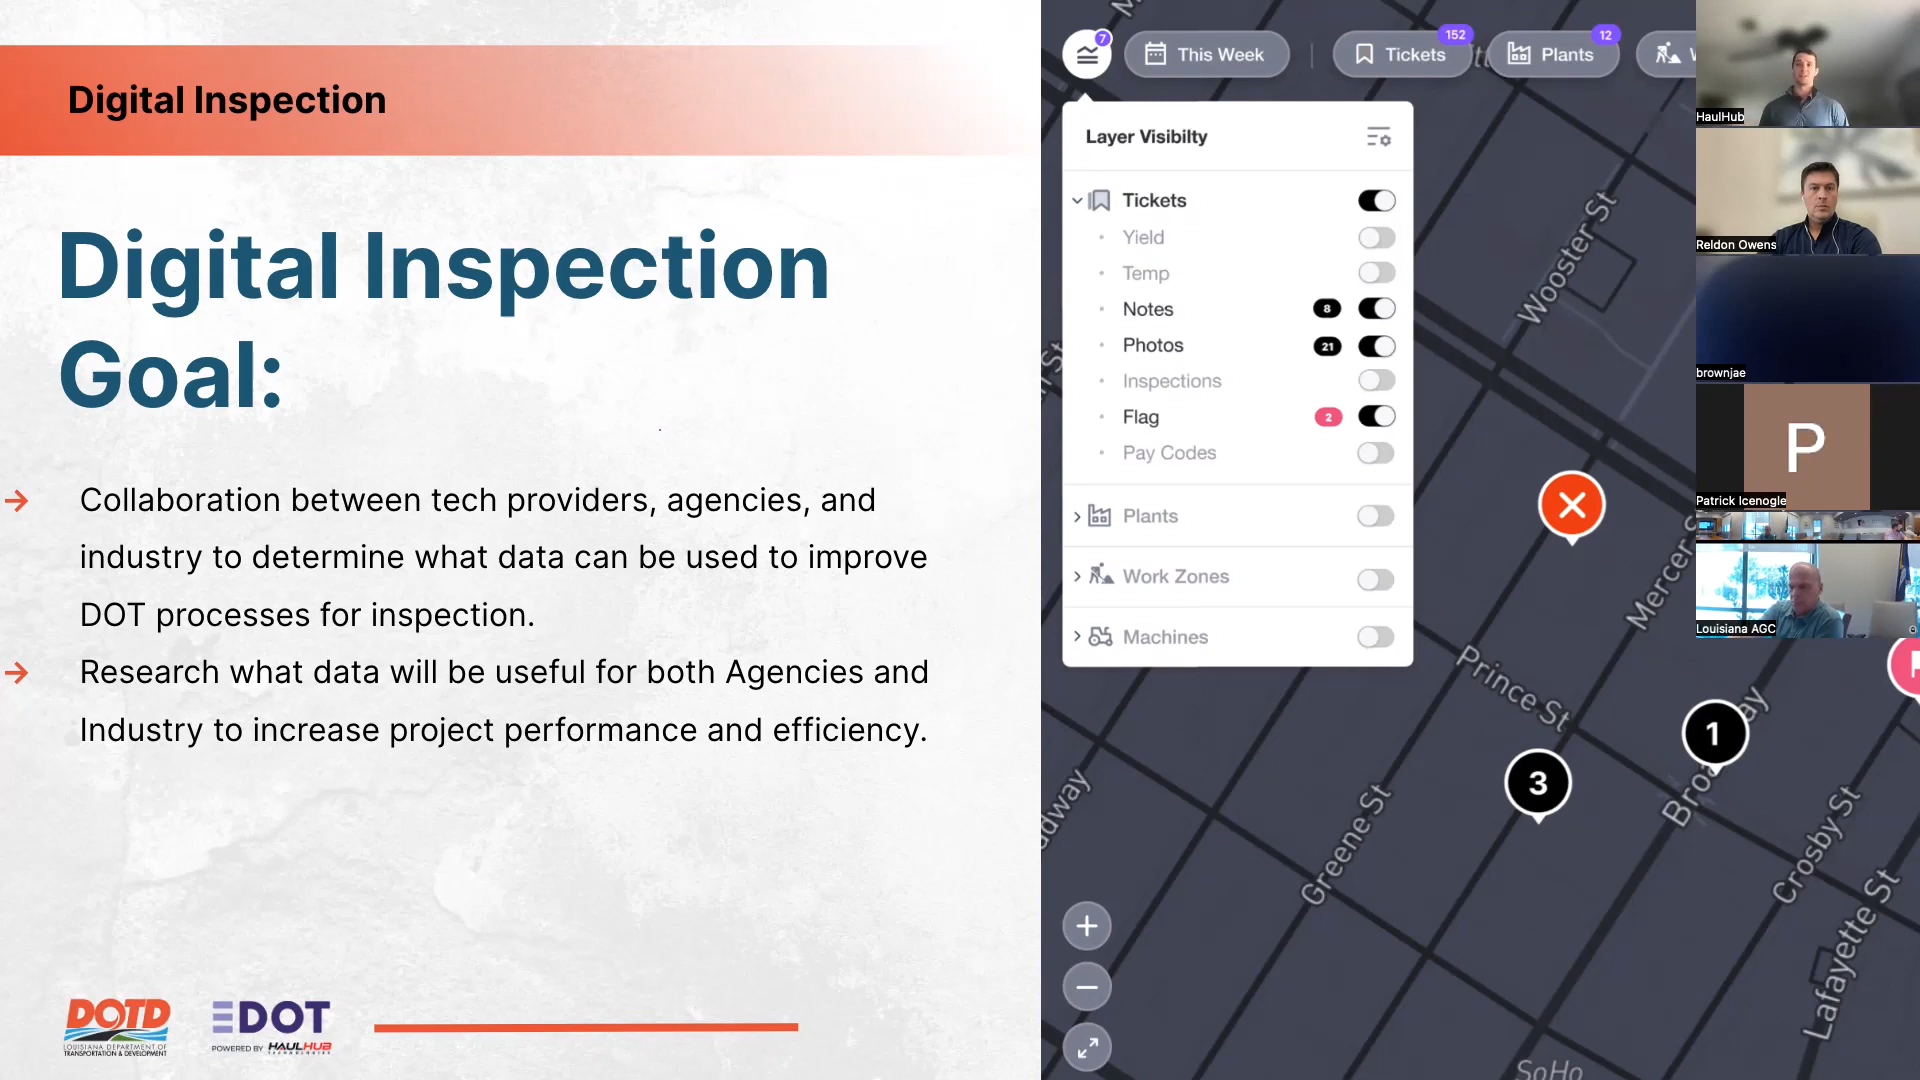 Digital Inspection
Digital Inspection
Goal:
Collaboration between tech providers, agencies, and
industry to determine what data can be used to improve
DOT processes for inspection.
Research what data will be useful for both Agencies and
Industry to increase project performance and efficiency.
DOTD
LOUISIANA DEPARTMENT OF
TRANSPORTATION & DEVELOPMENT
DOT
POWERED BY HAULHUB
TECHNOLOGIES
7
This Week
Tickets
152
Plants
12
Layer Visibilty
Tickets
Yield
Temp
Notes 8
Photos 21
Inspections
Flag 2
Pay Codes
Plants
Work Zones
Machines
Wooster St
Mercer S
Prince St
Broadway
Greene St
Crosby St
Lafayette St
adway
SoHo
1
3
HaulHub
Reldon Owens
brownjae
P
Patrick Icenogle
Louisiana AGC